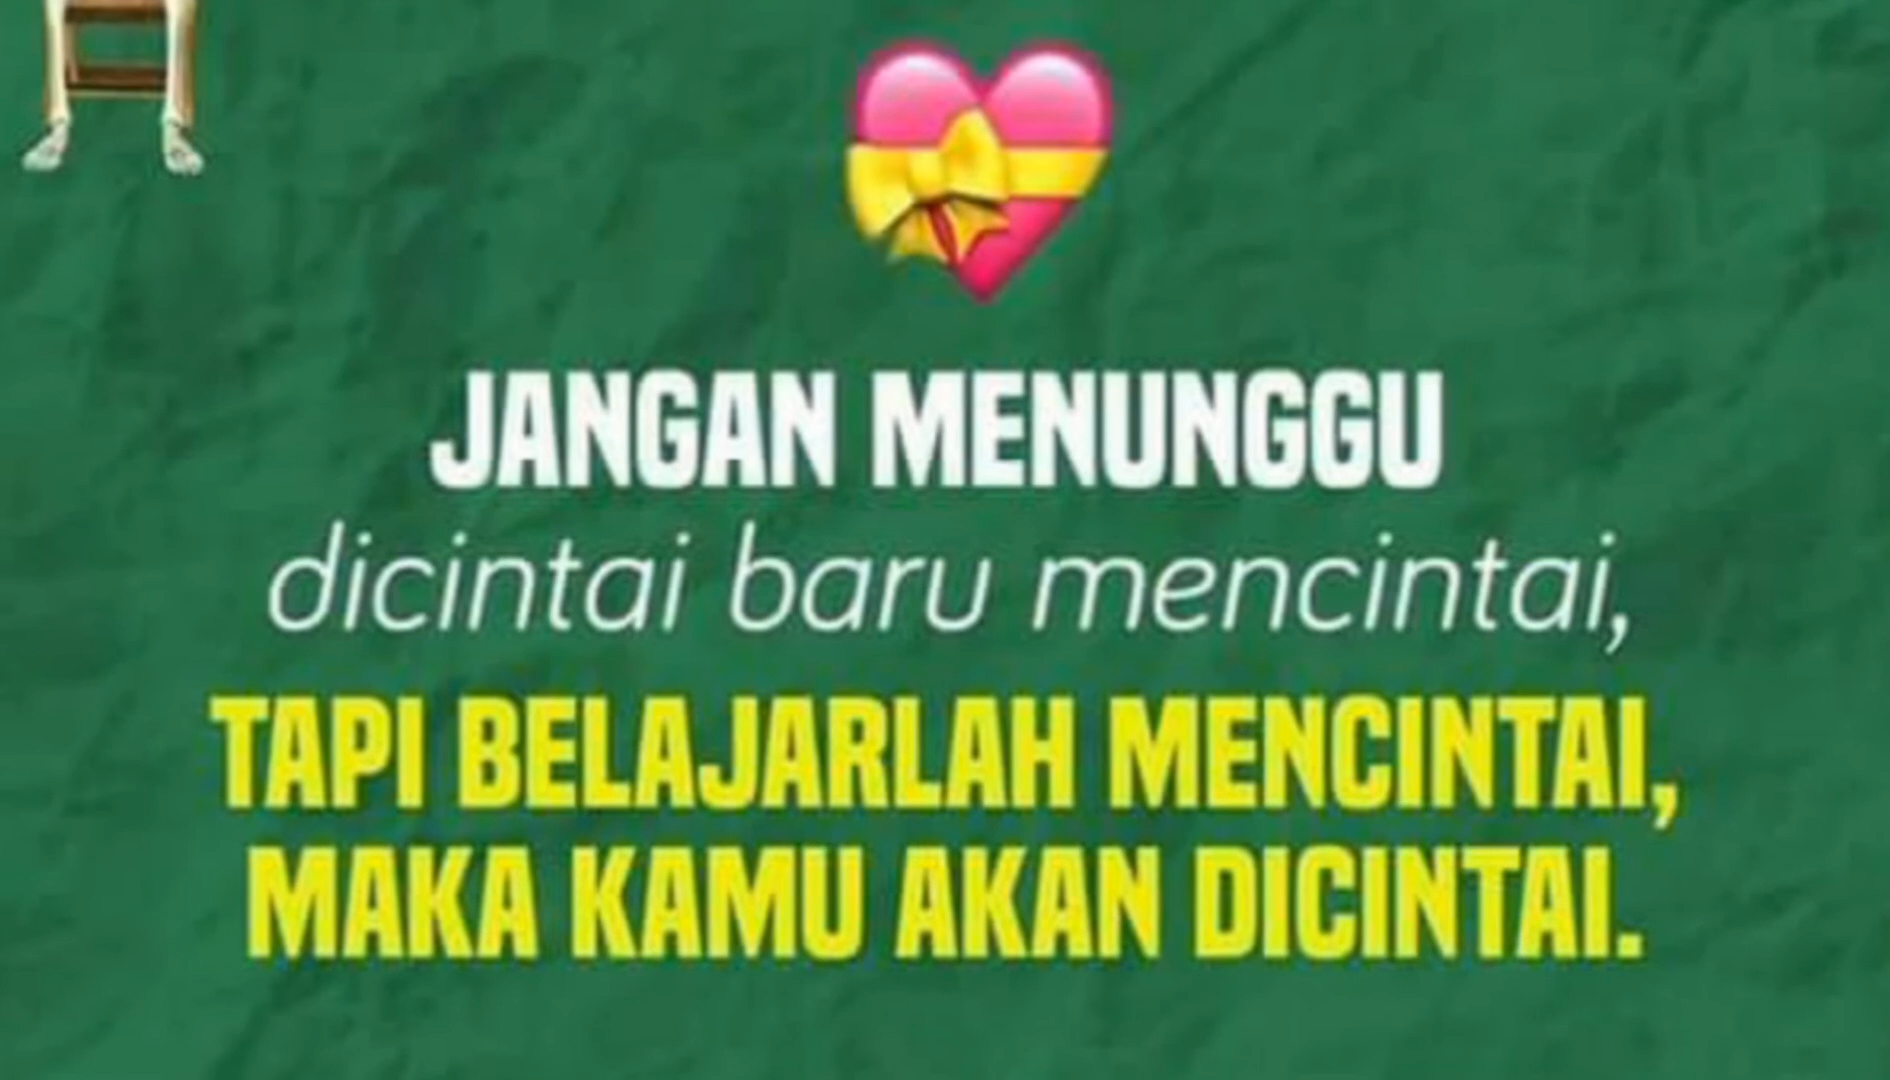 JANGAN MENUNGGU
dicintai baru mencintai,
TAPI BELAJARLAH MENCINTAI,
MAKA KAMU AKAN DICINTAI.